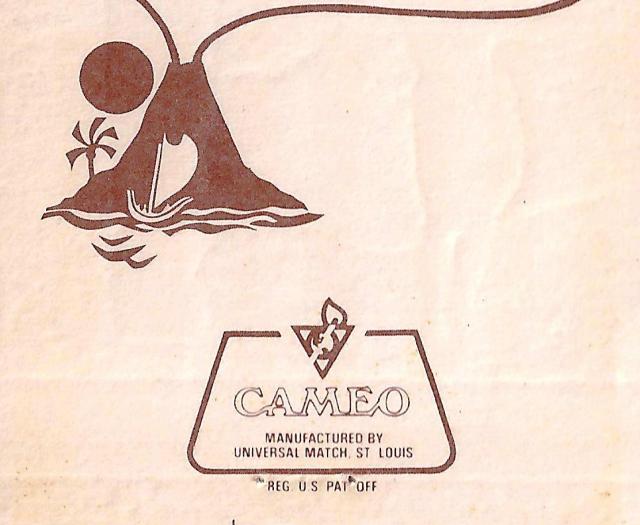 CAMEO
MANUFACTURED BY
UNIVERSAL MATCH, ST LOUIS
REG. U.S PAT OFF